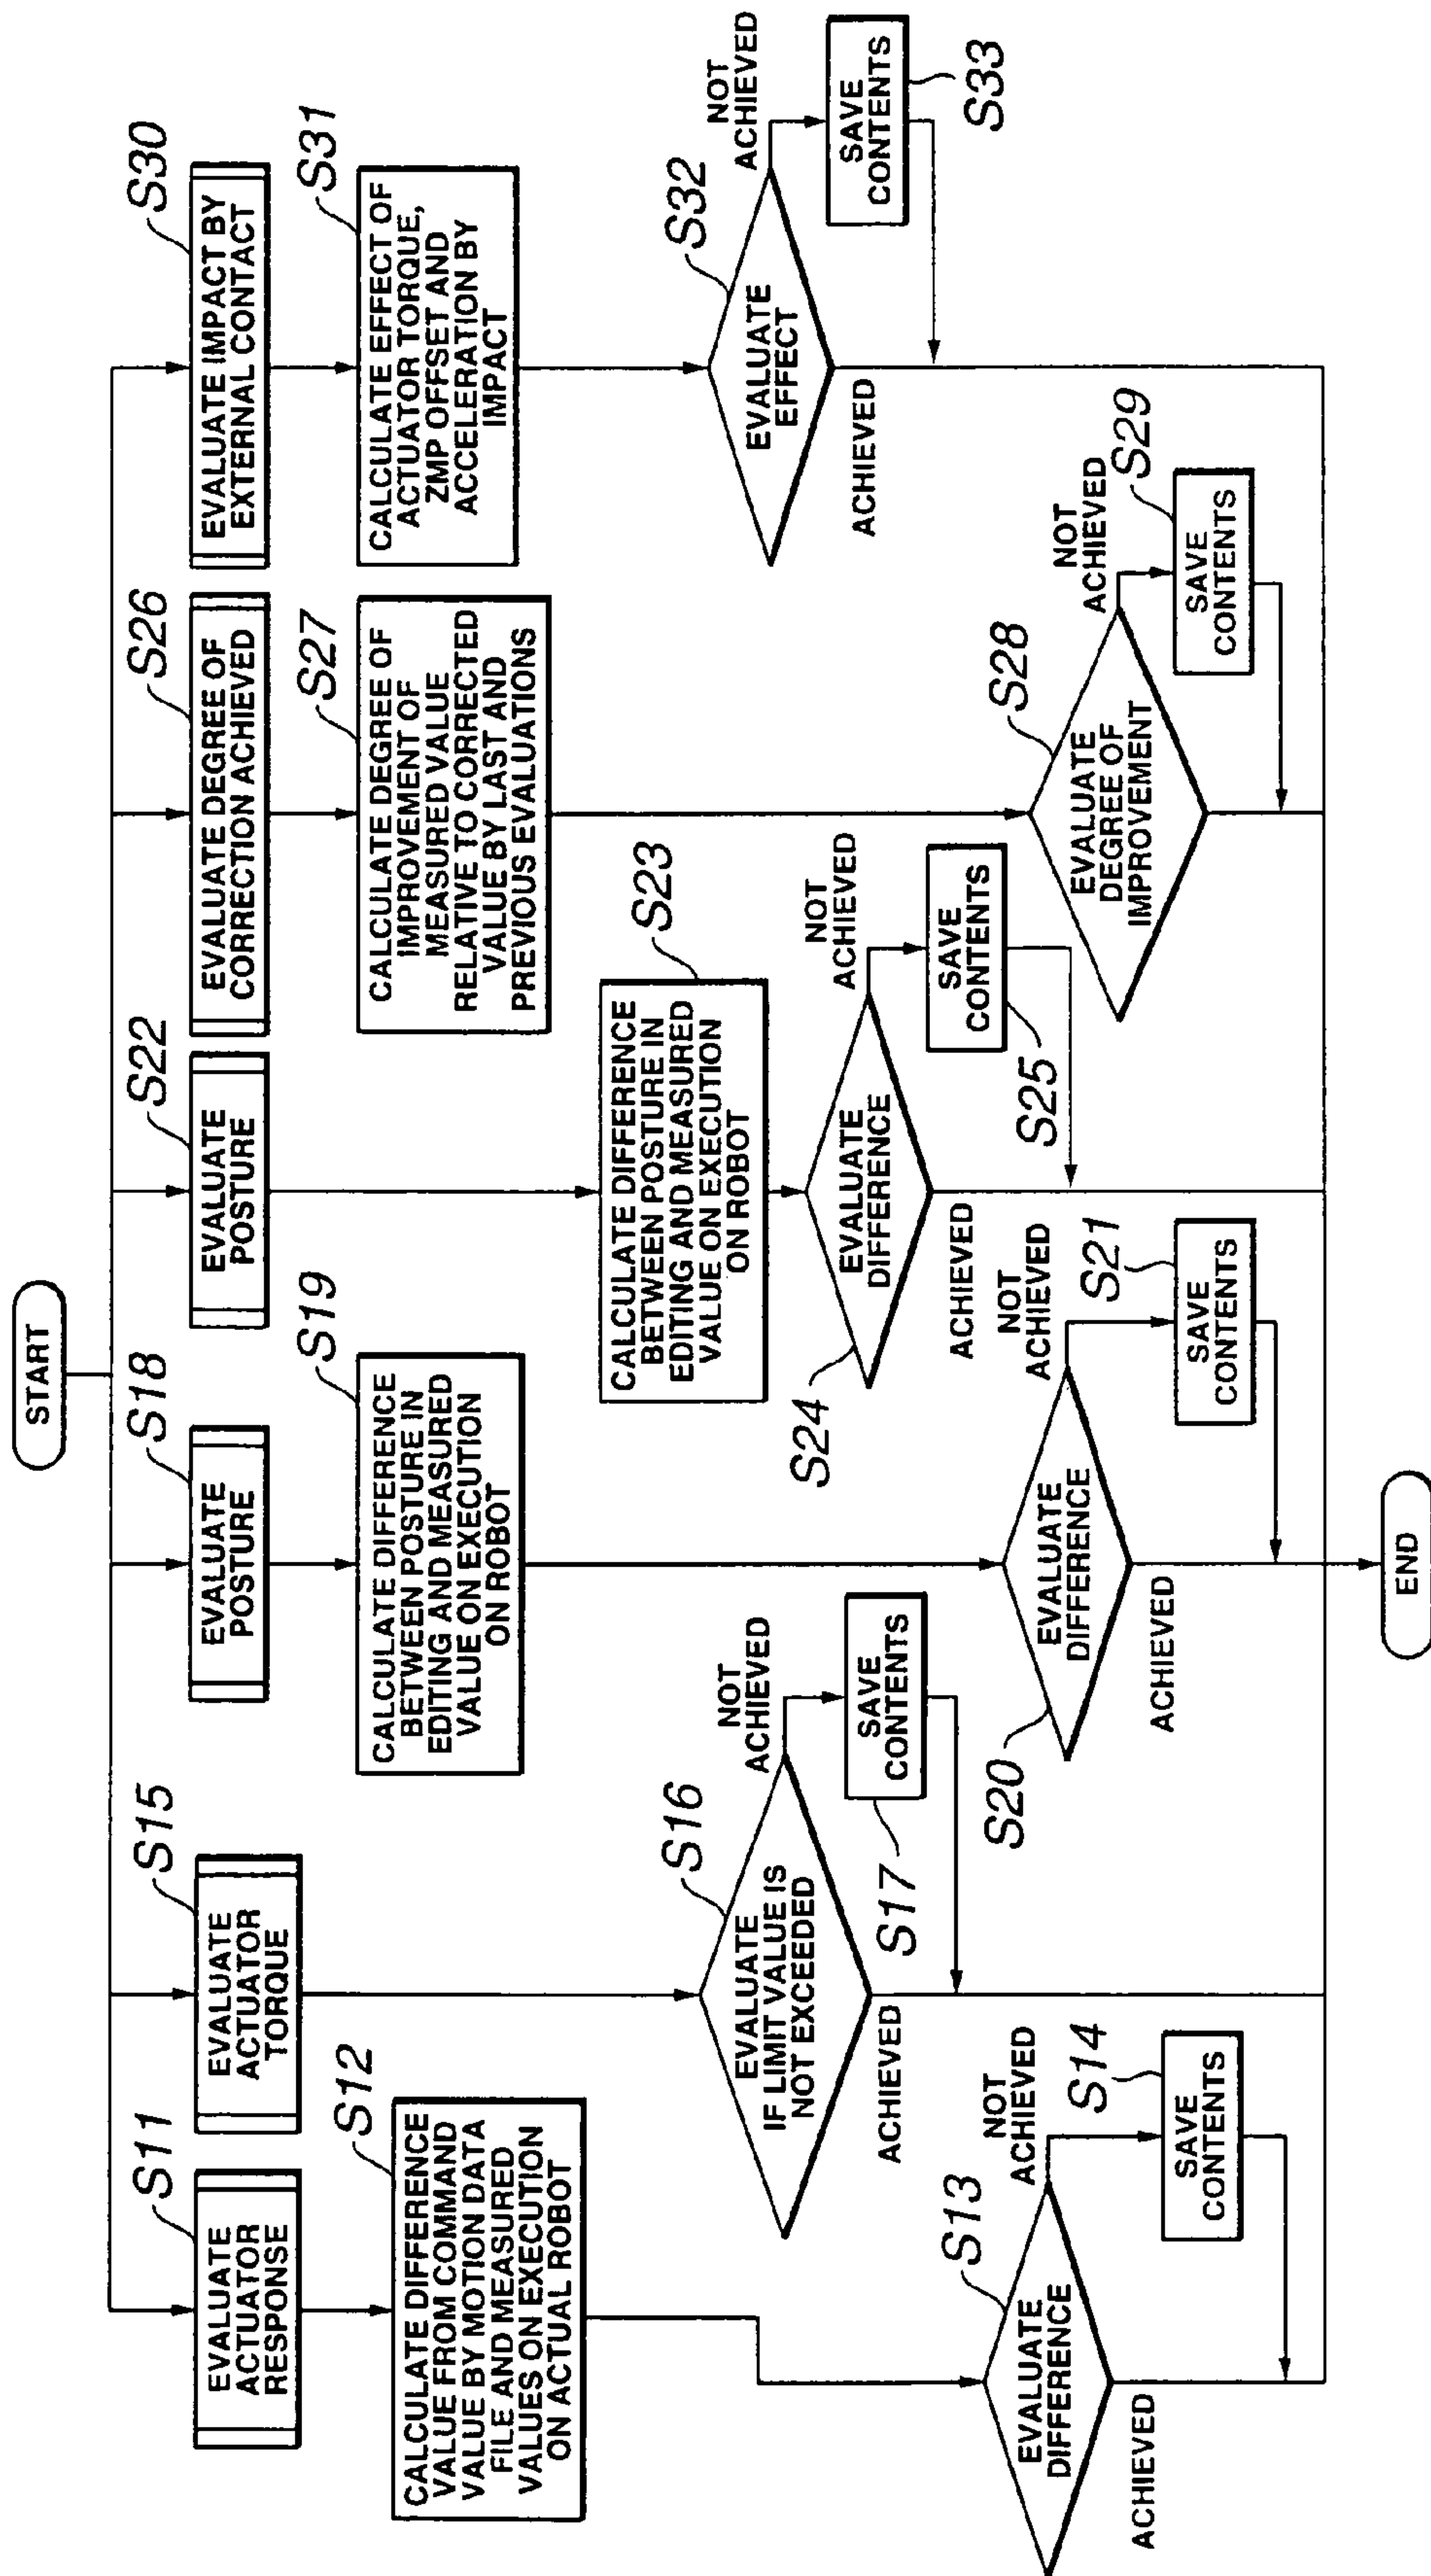 START
S11
EVALUATE
ACTUATOR
RESPONSE
S12
CALCULATE DIFFERENCE
VALUE FROM COMMAND
VALUE BY MOTION DATA
FILE AND MEASURED
VALUES ON EXECUTION
ON ACTUAL ROBOT
S13
EVALUATE
DIFFERENCE
NOT
ACHIEVED
ACHIEVED
S14
SAVE
CONTENTS
S15
EVALUATE
ACTUATOR
TORQUE
S16
EVALUATE
IF LIMIT VALUE IS
NOT EXCEEDED
NOT
ACHIEVED
ACHIEVED
S17
SAVE
CONTENTS
S18
EVALUATE
POSTURE
S19
CALCULATE DIFFERENCE
BETWEEN POSTURE IN
EDITING AND MEASURED
VALUE ON EXECUTION
ON ROBOT
S20
EVALUATE
DIFFERENCE
NOT
ACHIEVED
ACHIEVED
S21
SAVE
CONTENTS
S22
EVALUATE
POSTURE
S23
CALCULATE DIFFERENCE
BETWEEN POSTURE IN
EDITING AND MEASURED
VALUE ON EXECUTION
ON ROBOT
S24
EVALUATE
DIFFERENCE
NOT
ACHIEVED
ACHIEVED
S25
SAVE
CONTENTS
S26
EVALUATE DEGREE OF
CORRECTION ACHIEVED
S27
CALCULATE DEGREE OF
IMPROVEMENT OF
MEASURED VALUE
RELATIVE TO CORRECTED
VALUE BY LAST AND
PREVIOUS EVALUATIONS
S28
EVALUATE
DEGREE OF
IMPROVEMENT
NOT
ACHIEVED
S29
SAVE
CONTENTS
S30
EVALUATE IMPACT BY
EXTERNAL CONTACT
S31
CALCULATE EFFECT OF
ACTUATOR TORQUE,
ZMP OFFSET AND
ACCELERATION BY
IMPACT
S32
EVALUATE
EFFECT
NOT
ACHIEVED
ACHIEVED
S33
SAVE
CONTENTS
END